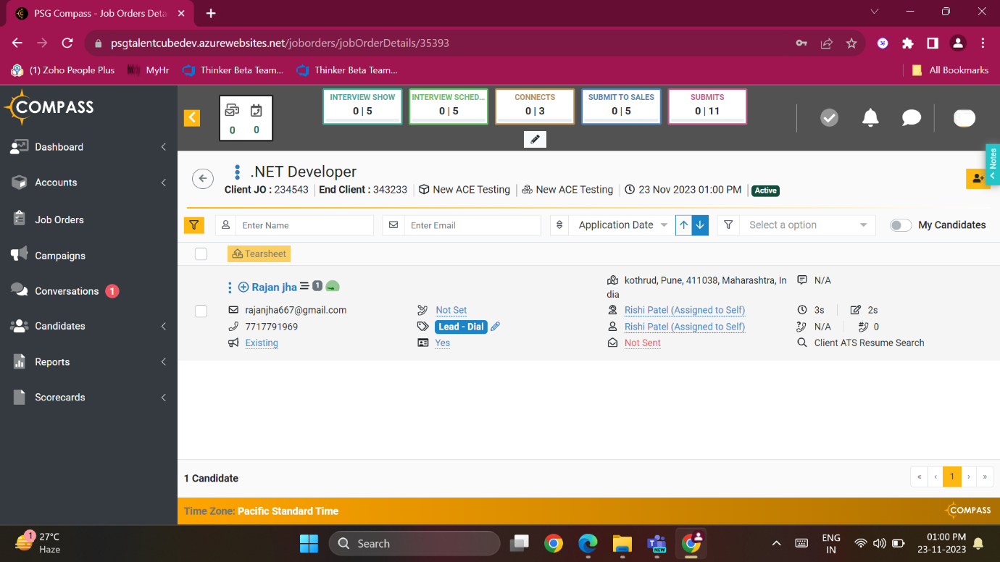 PSG Compass - Job Orders Deta
psgtalentcubedev.azurewebsites.net/joborders/jobOrderDetails/35393
(1) Zoho People Plus MyHr Thinker Beta Team... Thinker Beta Team... All Bookmarks
COMPASS
0 0
INTERVIEW SHOW INTERVIEW SCHED... CONNECTS SUBMIT TO SALES SUBMITS
0 | 5 0 | 5 0 | 3 0 | 5 0 | 11
Dashboard
Accounts
Job Orders
Campaigns
Conversations 1
Candidates
Reports
Scorecards
Notes
.NET Developer
Client JO : 234543 End Client : 343233 New ACE Testing New ACE Testing 23 Nov 2023 01:00 PM Active
Enter Name Enter Email Application Date Select a option My Candidates
Tearsheet
Rajan jha 1
kothrud, Pune, 411038, Maharashtra, In
dia
N/A
rajanjha667@gmail.com Not Set Rishi Patel (Assigned to Self) 3s 2s
7717791969 Lead - Dial Rishi Patel (Assigned to Self) N/A 0
Existing Yes Not Sent Client ATS Resume Search
1 Candidate « ‹ 1 › »
Time Zone: Pacific Standard Time COMPASS
1 27°C
Haze
Search
NEW
ENG
IN
01:00 PM
23-11-2023